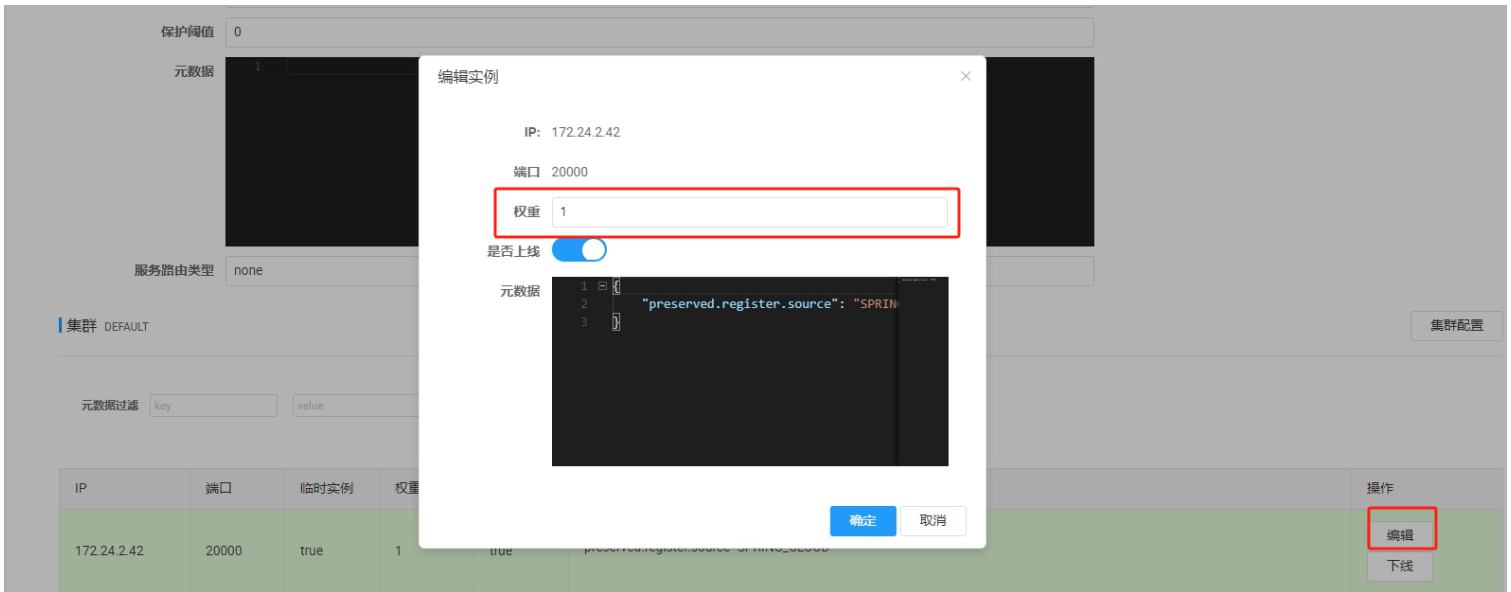 保护阈值 0
元数据 1
编辑实例
IP: 172.24.2.42
端口 20000
权重 1
是否上线
元数据
1 {
2 "preserved.register.source": "SPRIN
3 }
服务路由类型 none
集群 DEFAULT 集群配置
元数据过滤 key value
确定 取消
IP 端口 临时实例 权重 操作
172.24.2.42 20000 true 1 true preserved.register.source=SPRING_CLOUD 编辑
下线